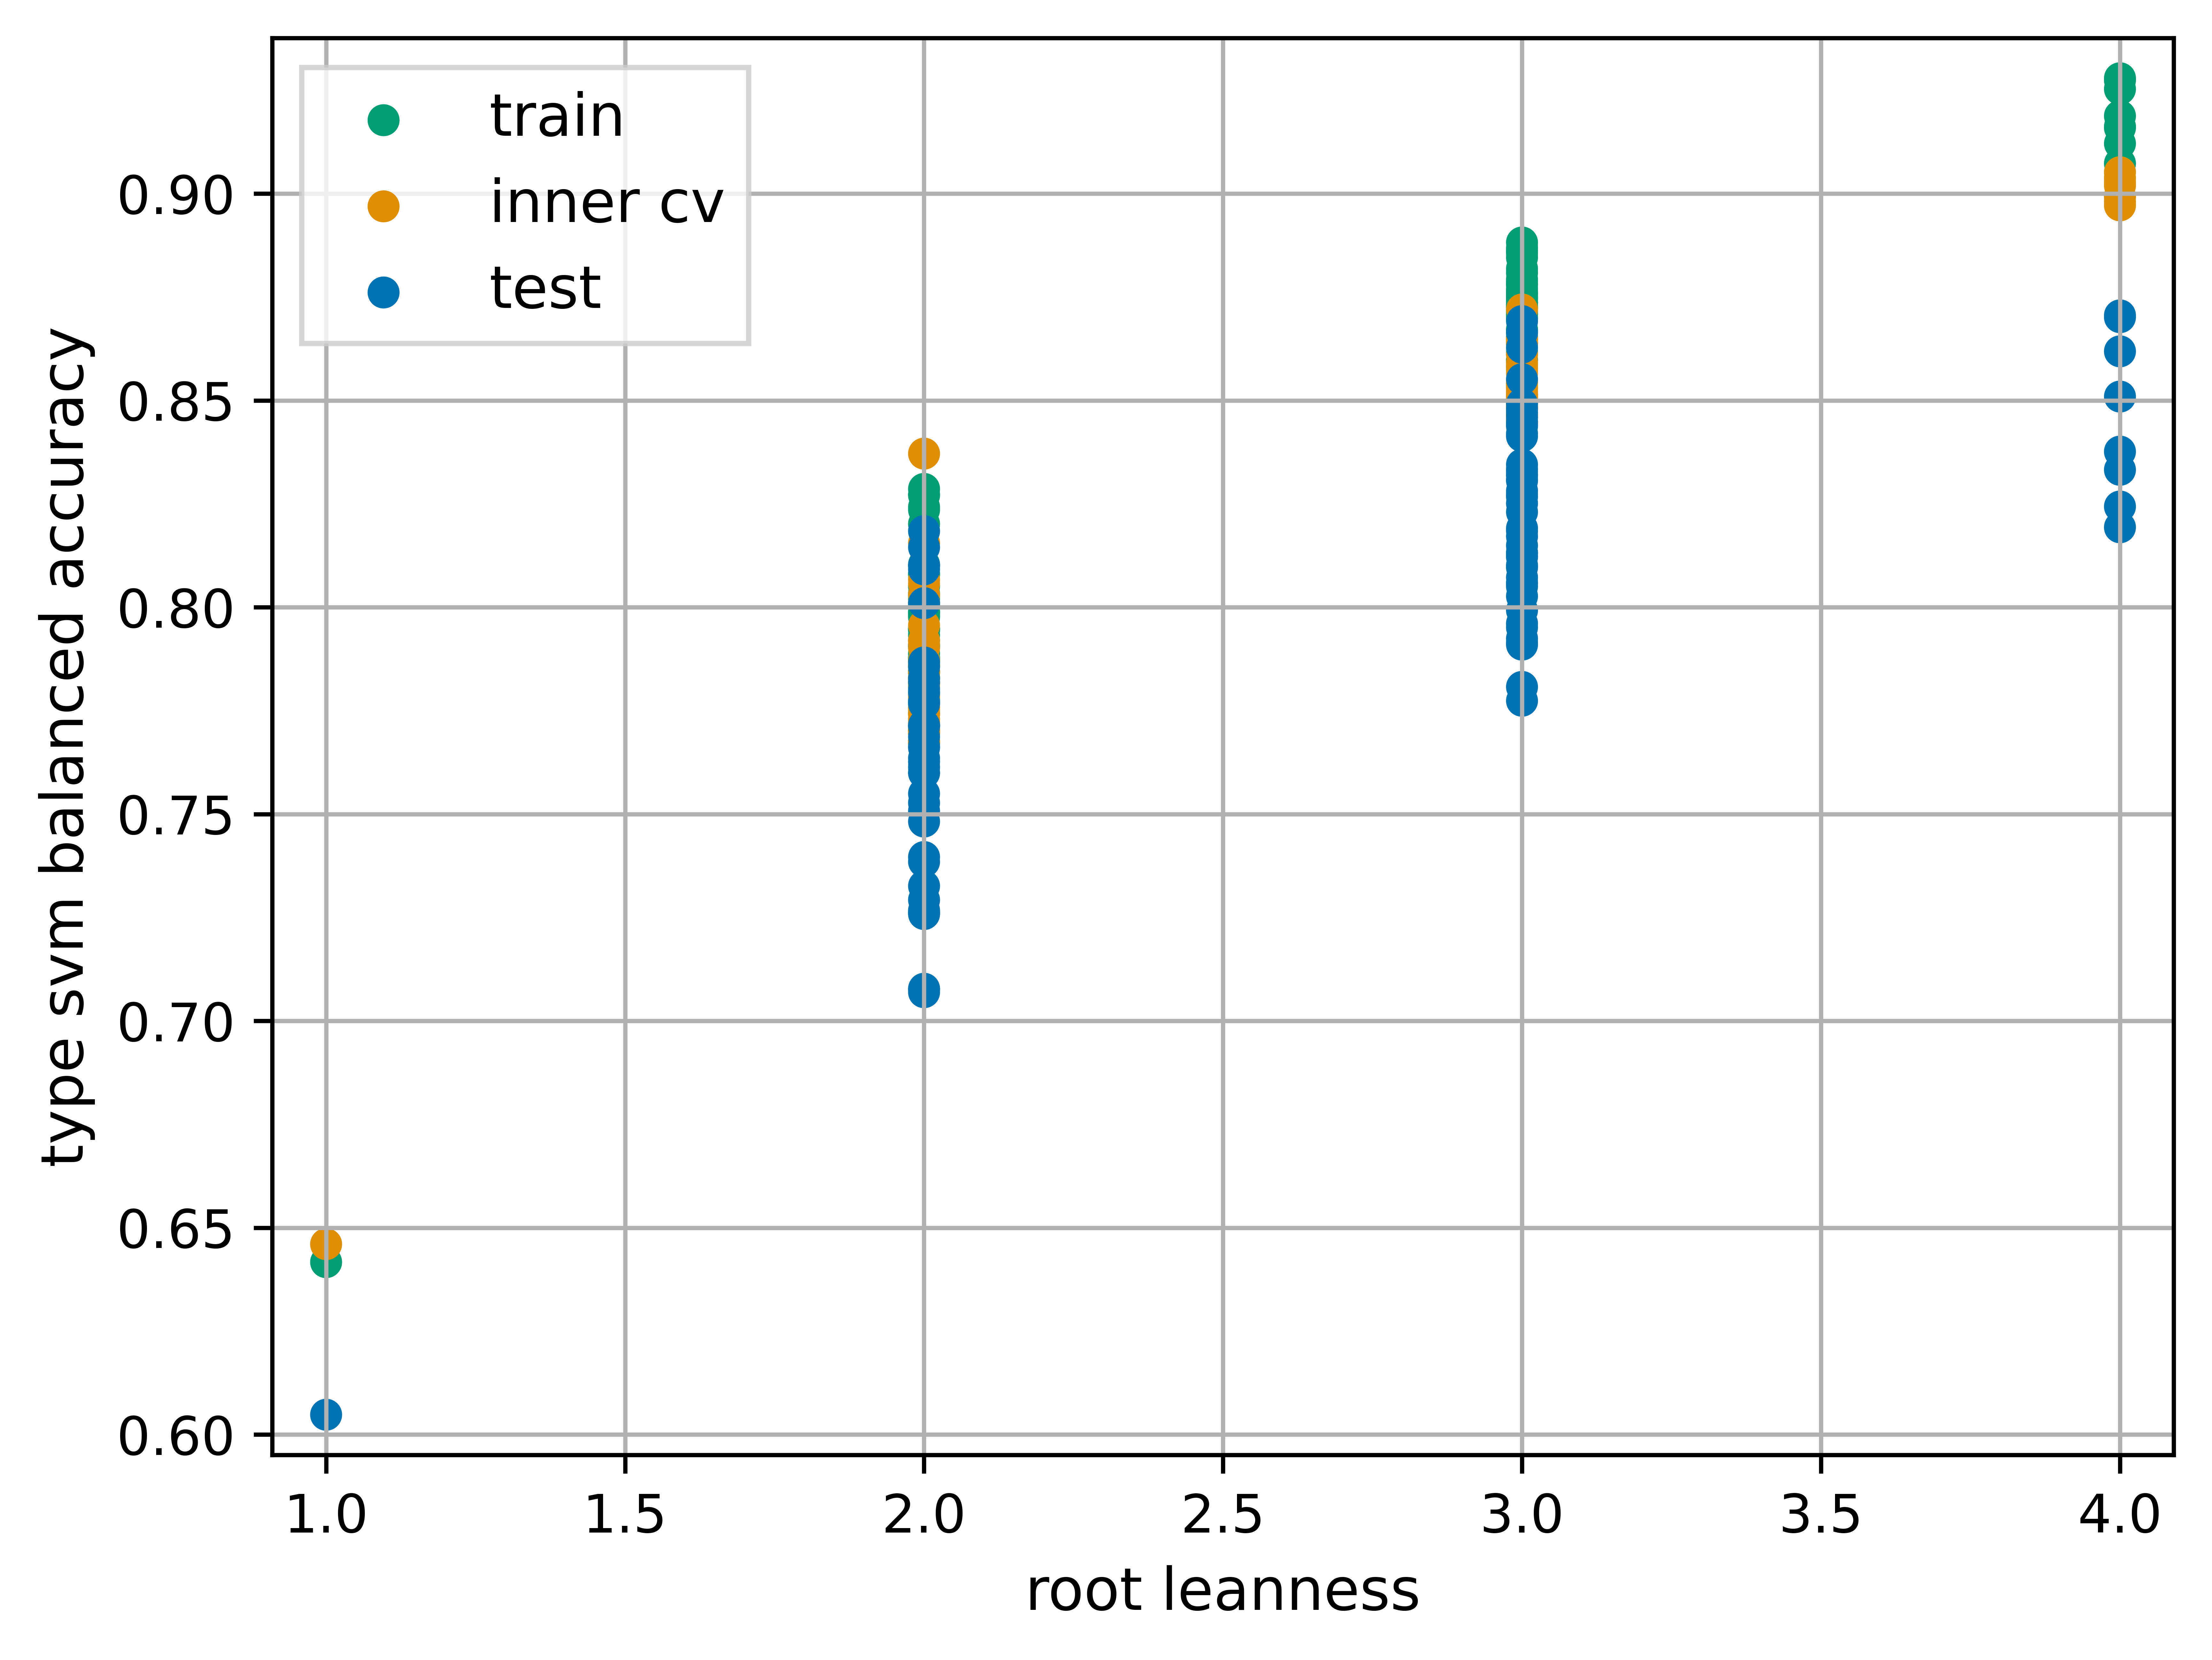 train
inner cv
test
0.90
0.85
0.80
0.75
0.70
0.65
0.60
type svm balanced accuracy
1.0 1.5 2.0 2.5 3.0 3.5 4.0
root leanness